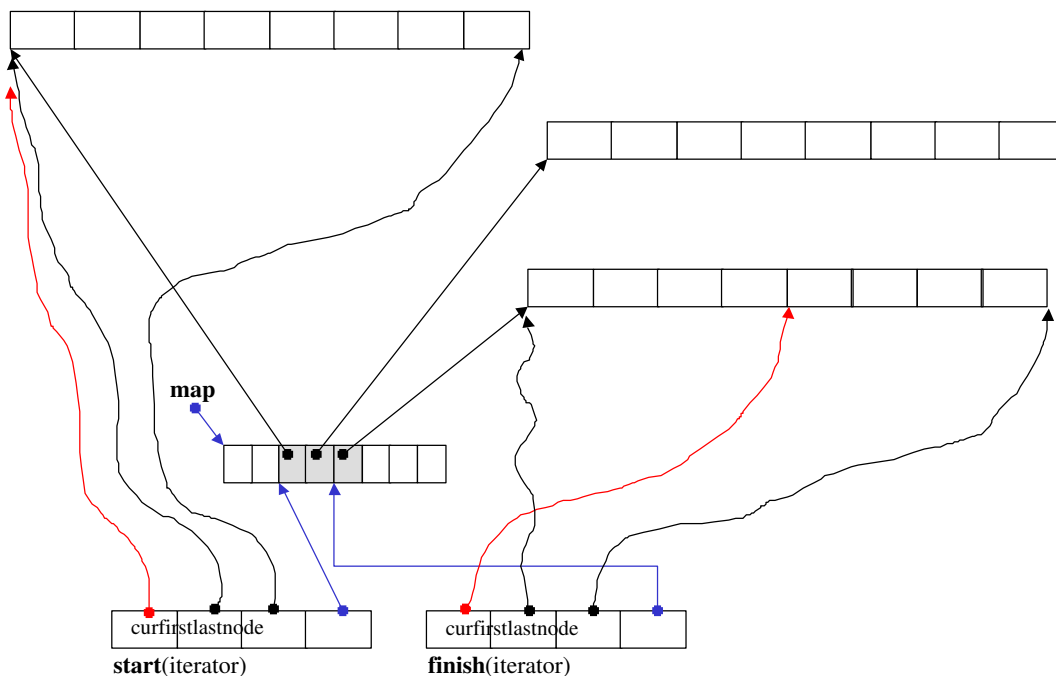 map
curfirstlastnode
curfirstlastnode
start(iterator)
finish(iterator)